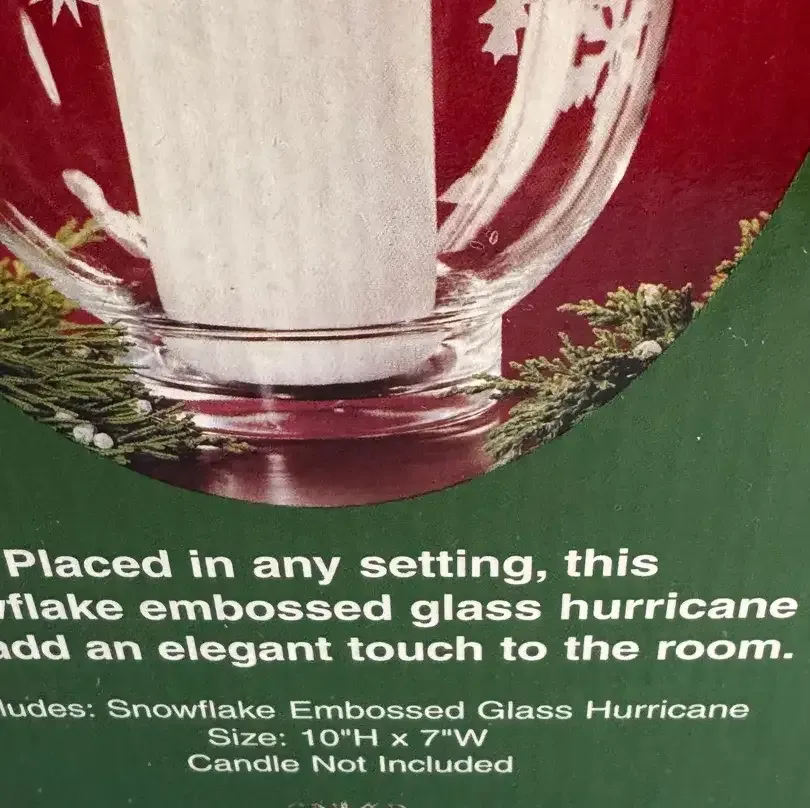 Placed in any setting, this
wflake embossed glass hurricane
add an elegant touch to the room.
ludes: Snowflake Embossed Glass Hurricane
Size: 10"H x 7"W
Candle Not Included